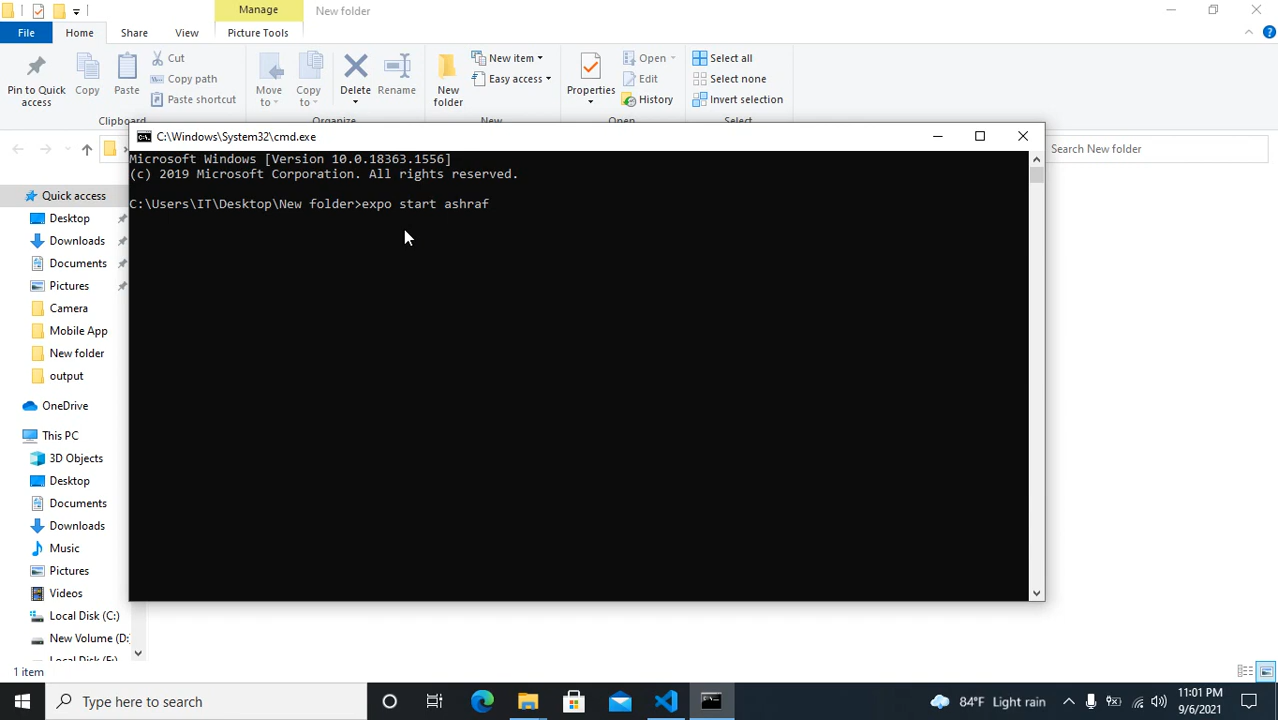 Manage
New folder
File
Home
Share
View
Picture Tools
Pin to Quick
access
Copy
Paste
Cut
Copy path
Paste shortcut
Move
to
Copy
to
Delete
Rename
New
folder
New item
Easy access
Properties
Open
Edit
History
Select all
Select none
Invert selection
Clipboard
Organize
New
Open
Select
C:\Windows\System32\cmd.exe
Search New folder
Microsoft Windows [Version 10.0.18363.1556]
(c) 2019 Microsoft Corporation. All rights reserved.
C:\Users\IT\Desktop\New folder>expo start ashraf
Quick access
Desktop
Downloads
Documents
Pictures
Camera
Mobile App
New folder
output
OneDrive
This PC
3D Objects
Desktop
Documents
Downloads
Music
Pictures
Videos
Local Disk (C:)
New Volume (D:
Local Disk (F:)
1 item
Type here to search
84°F Light rain
11:01 PM
9/6/2021